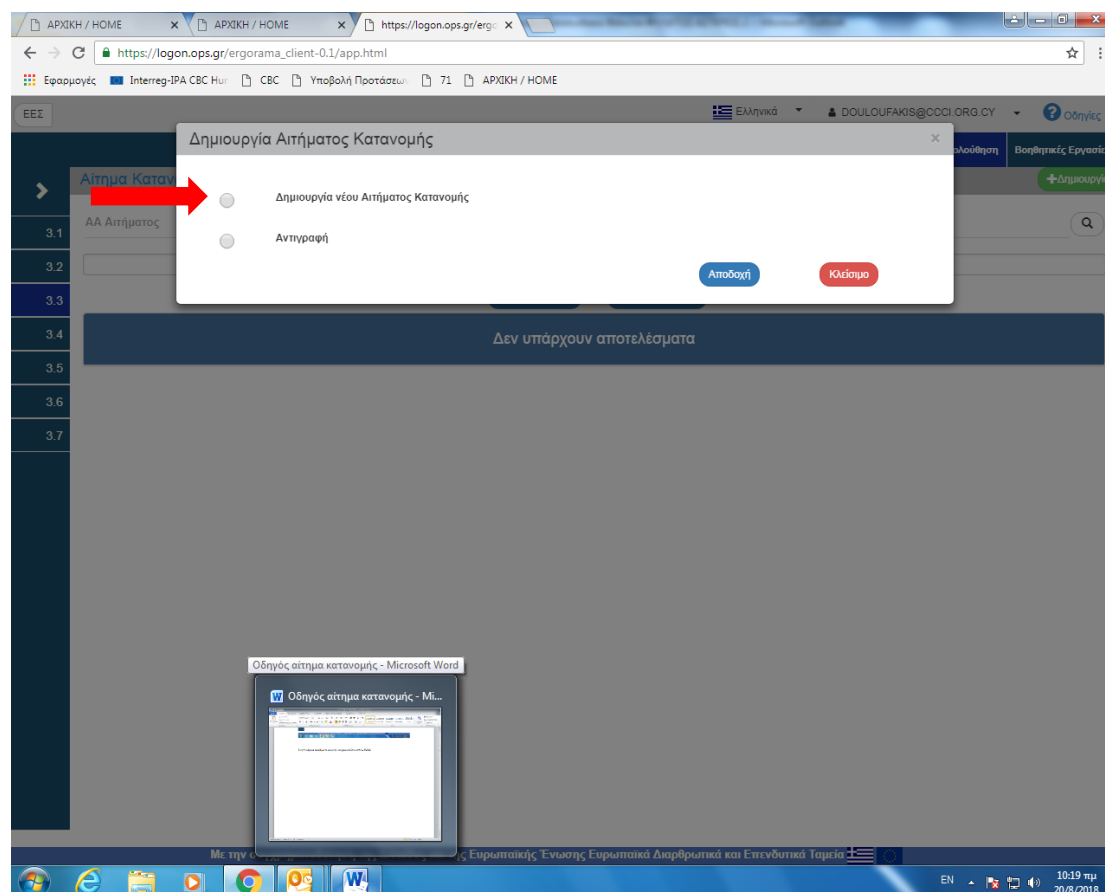 ΑΡΧΙΚΗ / HOME ΑΡΧΙΚΗ / HOME https://logon.ops.gr/ergo
https://logon.ops.gr/ergorama_client-0.1/app.html
Εφαρμογές Interreg-IPA CBC Hun CBC Υποβολή Προτάσεων 71 ΑΡΧΙΚΗ / HOME
ΕΕΣ Ελληνικά DOULOUFAKIS@CCCI.ORG.CY Οδηγίες
Δημιουργία Αιτήματος Κατανομής ×
Βοηθητικές Εργασίε
Αίτημα Καταν
+Δημιουργί
Δημιουργία νέου Αιτήματος Κατανομής
ΑΑ Αιτήματος
3.1
Αντιγραφή
3.2
Αποδοχή Κλείσιμο
3.3
3.4
Δεν υπάρχουν αποτελέσματα
3.5
3.6
3.7
Οδηγός αίτημα κατανομής - Microsoft Word
Οδηγός αίτημα κατανομής - Mi...
Με την
ς Ευρωπαϊκής Ένωσης Ευρωπαϊκά Διαρθρωτικά και Επενδυτικά Ταμεία
EN 10:19 πμ
20/8/2018